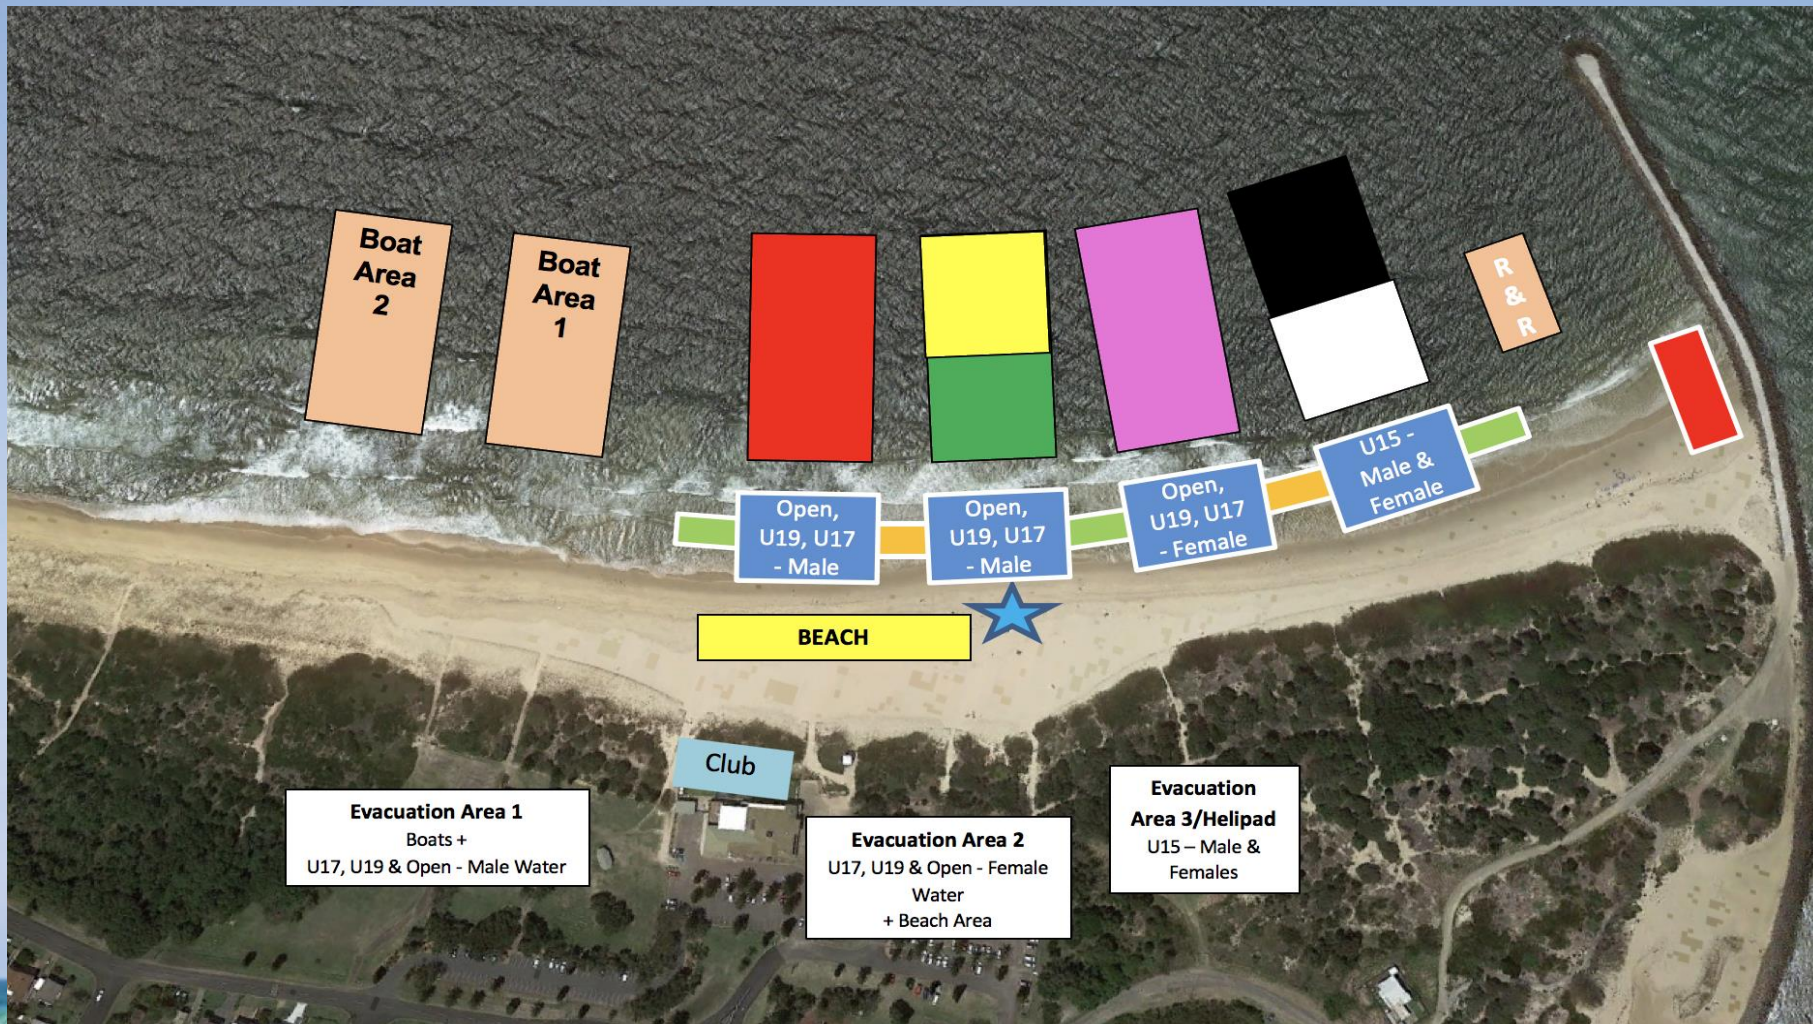 Boat
Area
2
Boat
Area
1
R
&
R
Open,
U19, U17
- Male
Open,
U19, U17
- Male
Open,
U19, U17
- Female
U15 -
Male &
Female
BEACH
Club
Evacuation Area 1
Boats +
U17, U19 & Open - Male Water
Evacuation Area 2
U17, U19 & Open - Female
Water
+ Beach Area
Evacuation
Area 3/Helipad
U15 – Male &
Females